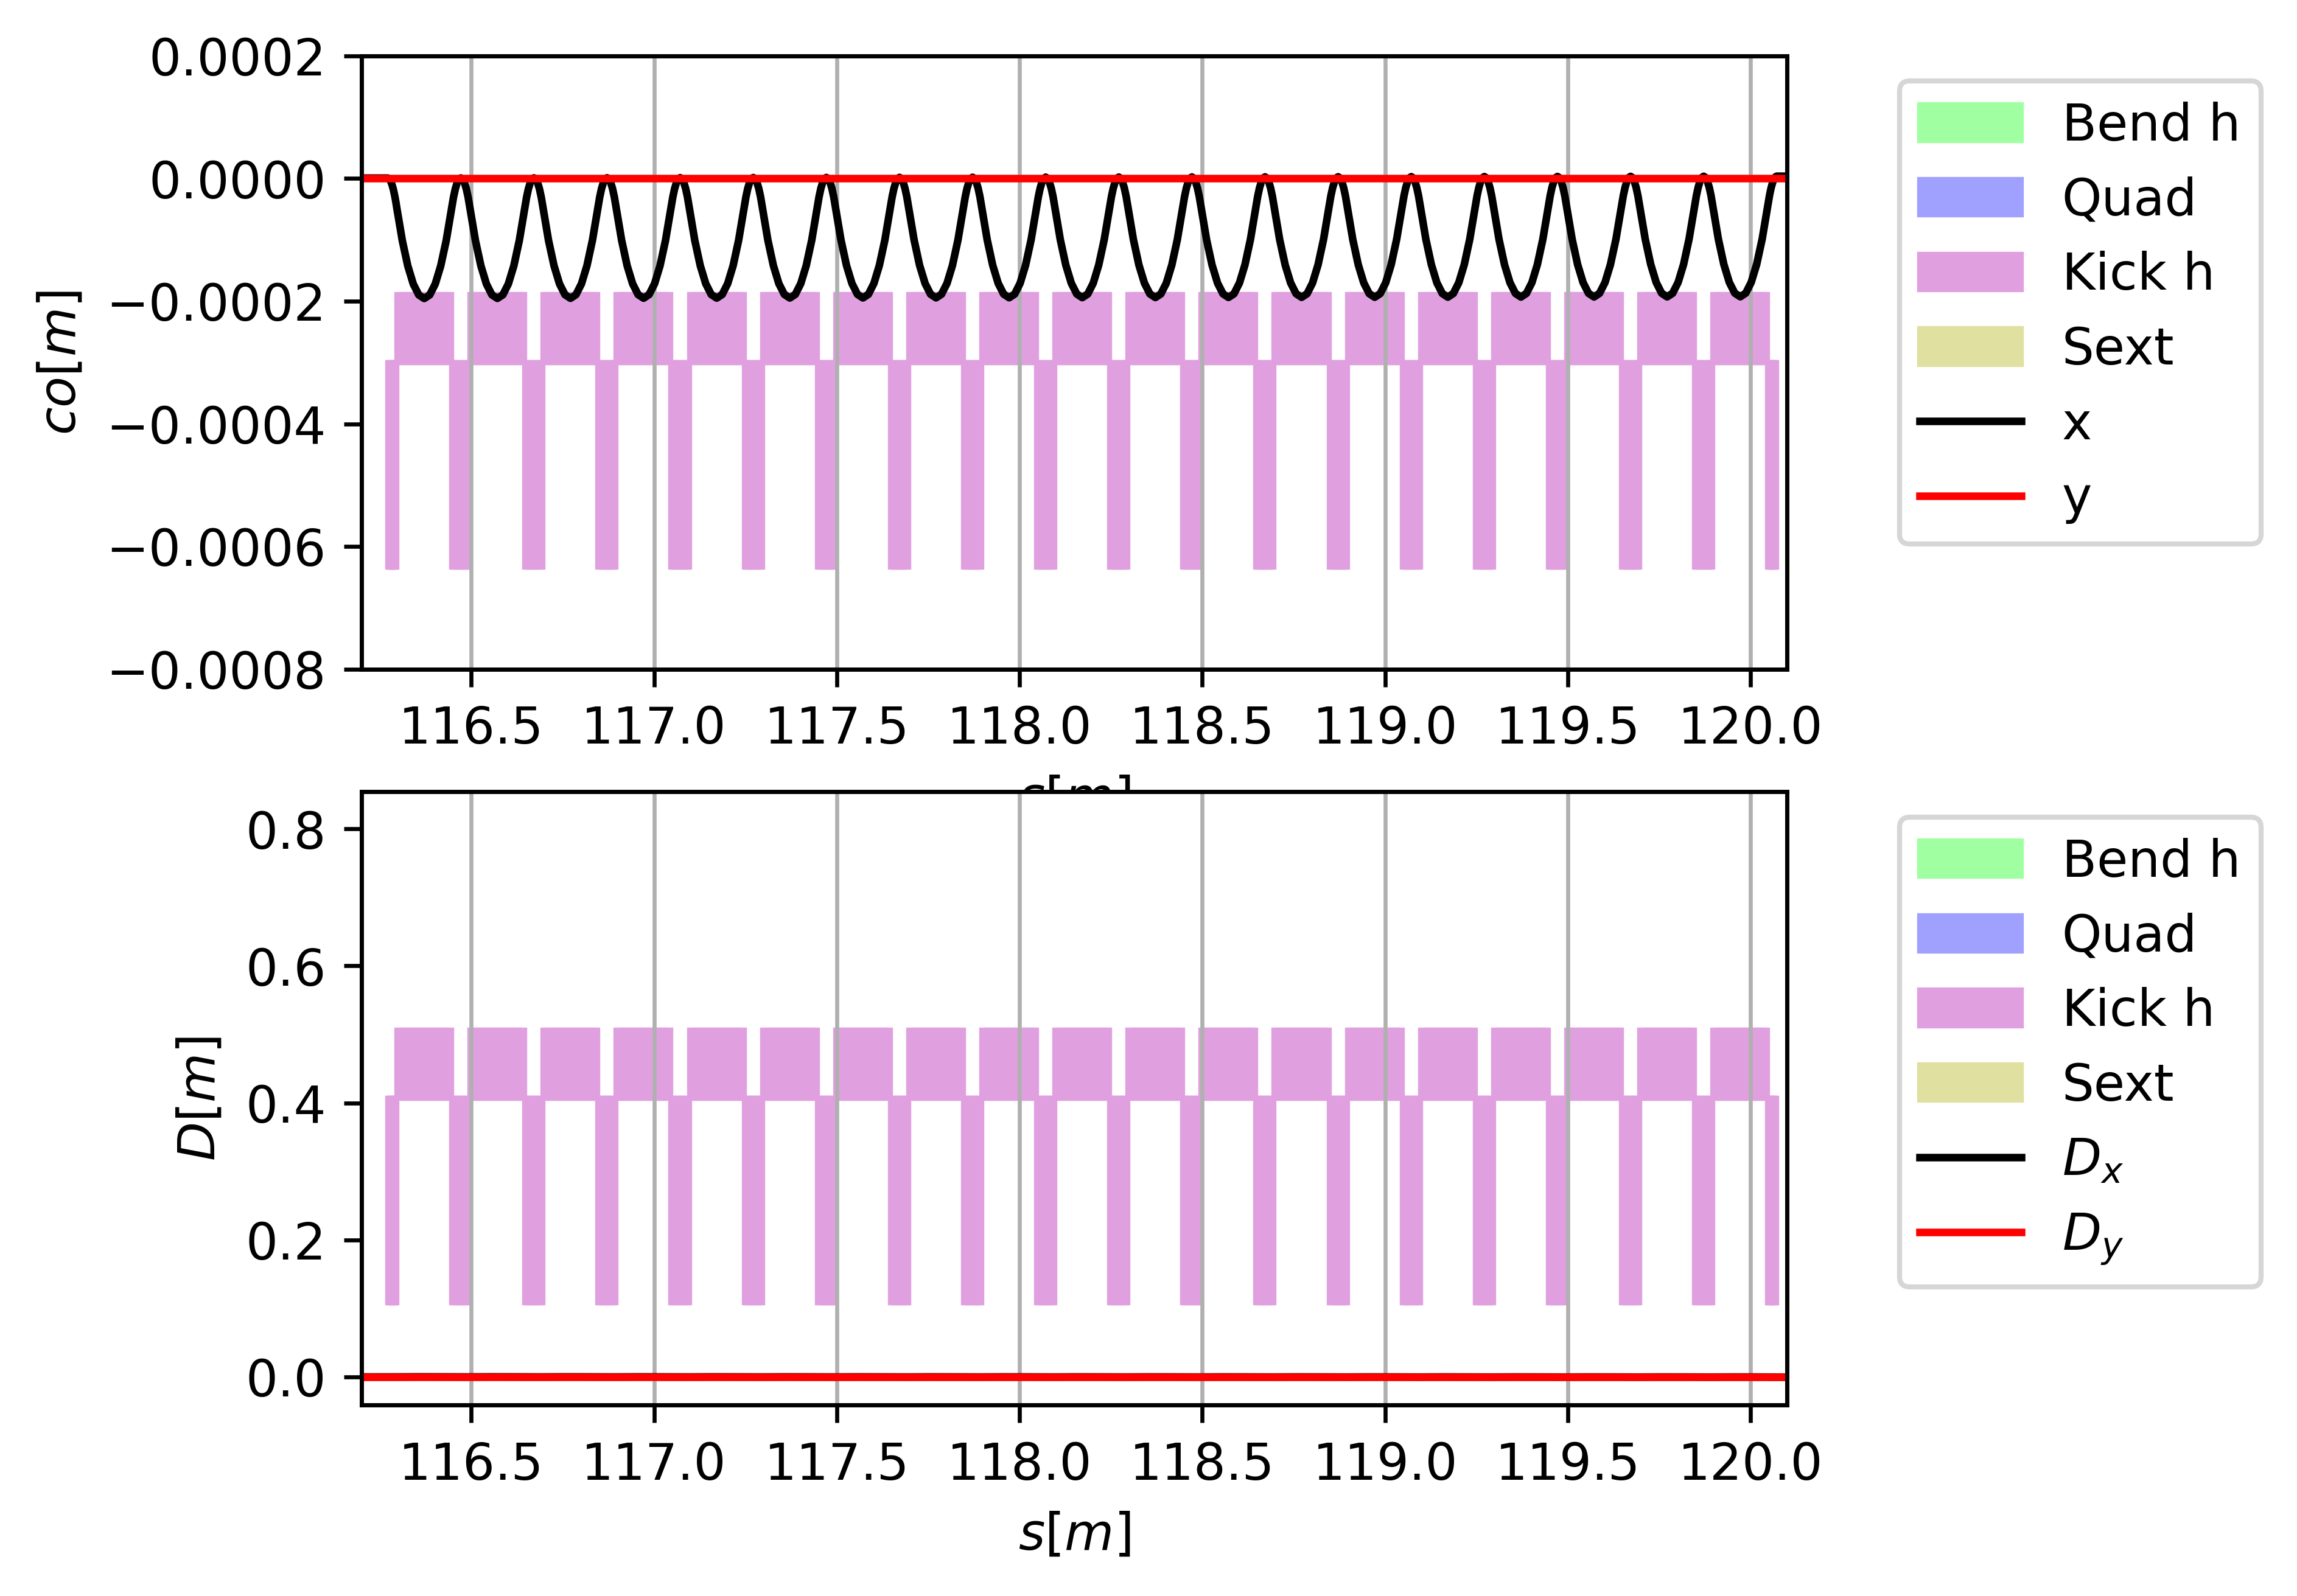 0.0002
0.0000
−0.0002
−0.0004
−0.0006
−0.0008
co[m]
116.5 117.0 117.5 118.0 118.5 119.0 119.5 120.0
s[m]
Bend h
Quad
Kick h
Sext
x
y
0.8
0.6
0.4
0.2
0.0
D[m]
116.5 117.0 117.5 118.0 118.5 119.0 119.5 120.0
s[m]
Bend h
Quad
Kick h
Sext
Dx
Dy